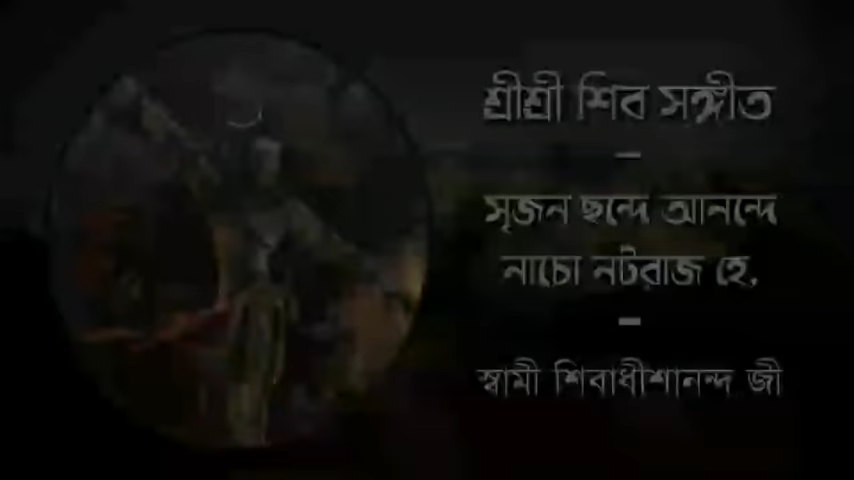 শ্রীশ্রী শিব সঙ্গীত
–
সৃজন ছন্দে আনন্দে
নাচো নটরাজ হে,
–
স্বামী শিবাধীশানন্দ জী